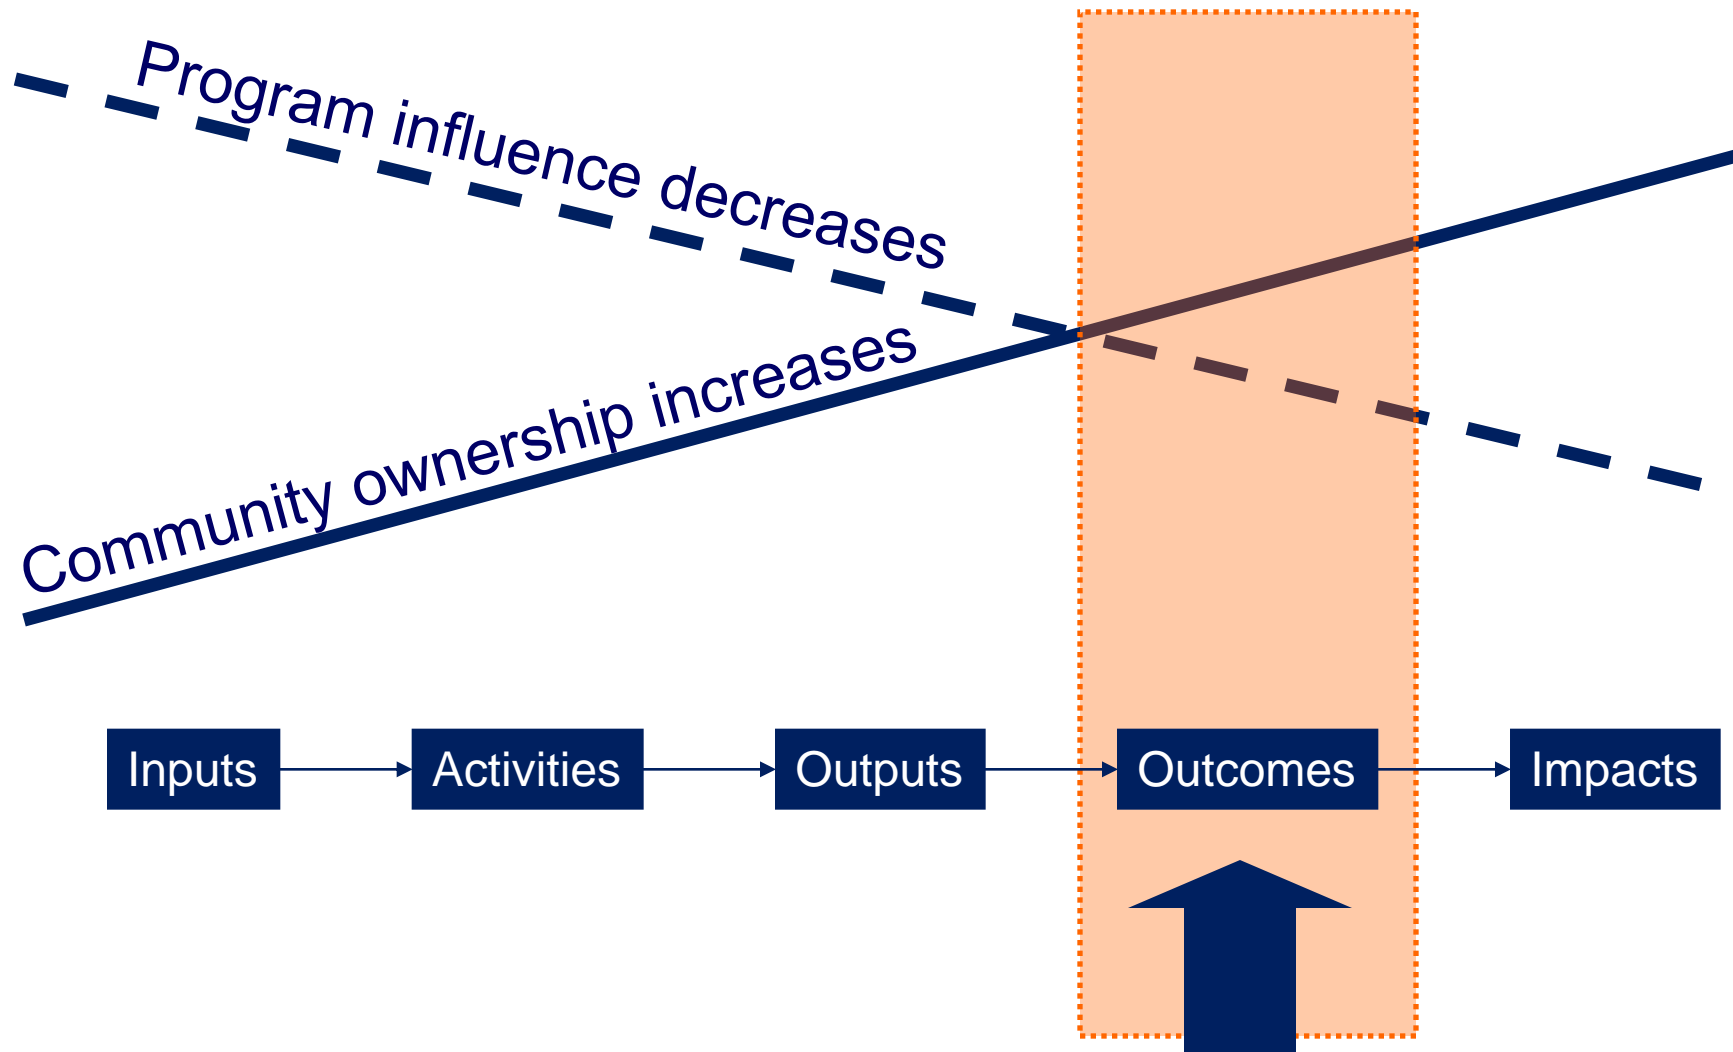 Program influence decreases
Community ownership increases
Inputs
Activities
Outputs
Outcomes
Impacts